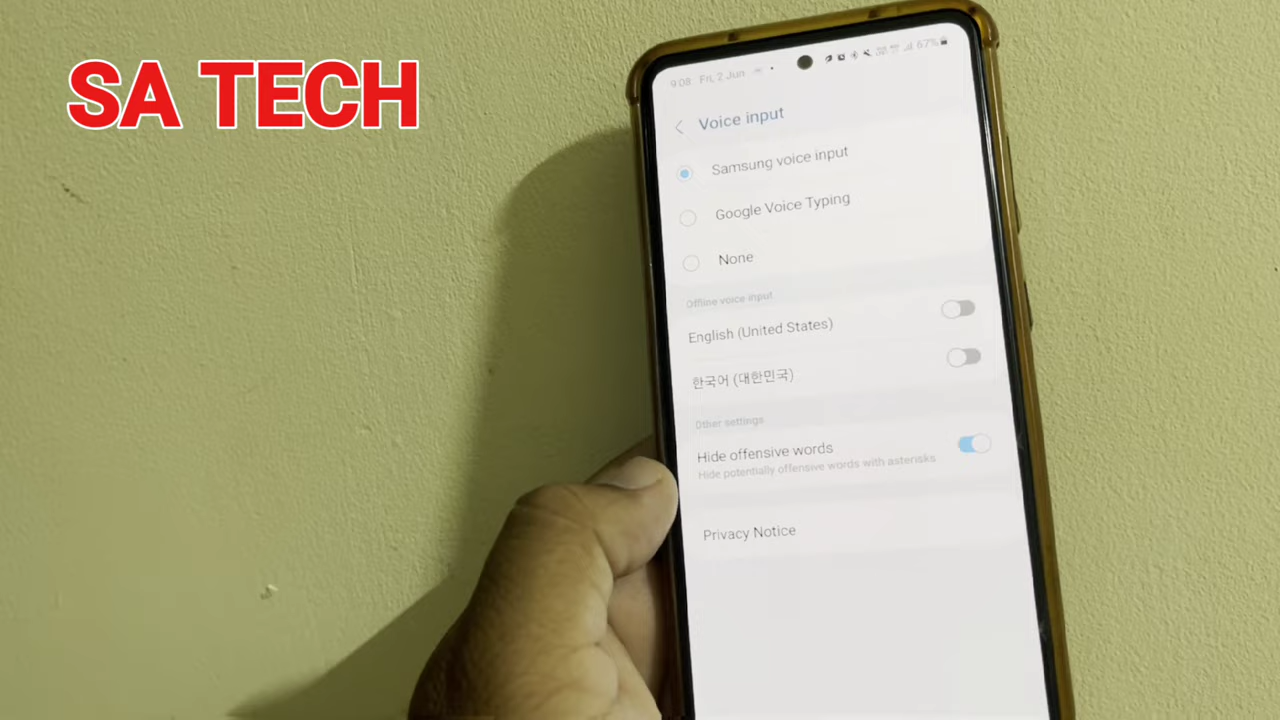 SA TECH
9:08 Fri, 2 Jun
67%
Voice input
Samsung voice input
Google Voice Typing
None
Offline voice input
English (United States)
한국어 (대한민국)
Other settings
Hide offensive words
Hide potentially offensive words with asterisks
Privacy Notice